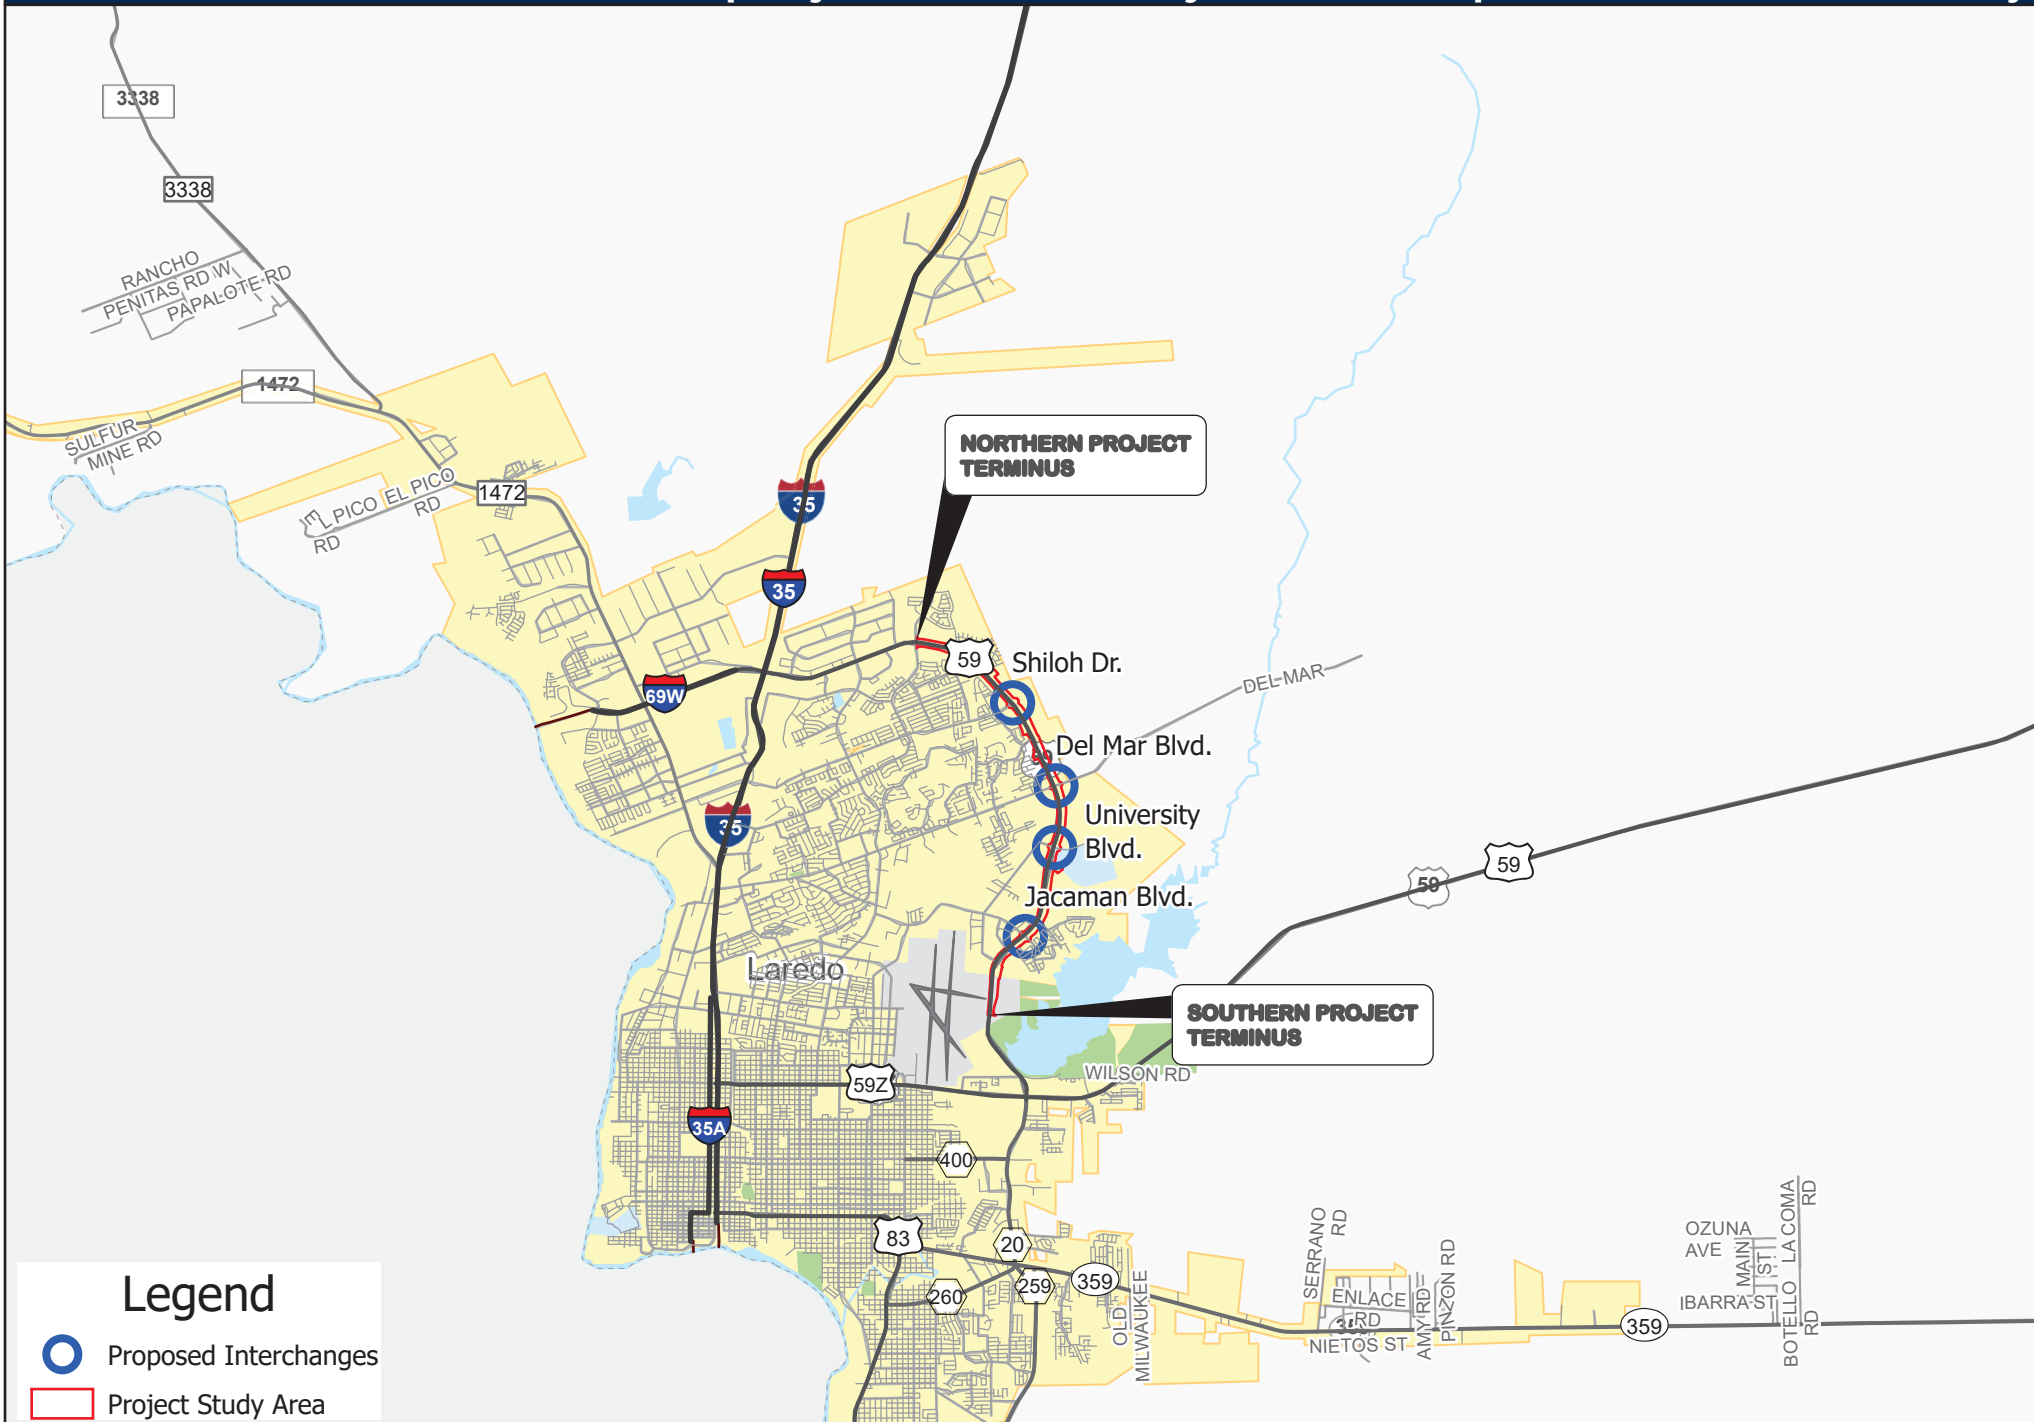 3338
3338
RANCHO
PENITAS RD W
PAPALOTE RD
1472
SULFUR
MINE RD
EL PICO
RD
EL PICO
RD
1472
35
35
NORTHERN PROJECT
TERMINUS
59
Shiloh Dr.
69W
DEL MAR
Del Mar Blvd.
35
University
Blvd.
59
59
Jacaman Blvd.
Laredo
SOUTHERN PROJECT
TERMINUS
WILSON RD
59Z
35A
400
83
20
359
259
260
OLD
MILWAUKEE
SERRANO
RD
ENLACE
RD
NIETOS ST
AMY RD
PINZON RD
359
OZUNA
AVE
MAIN
ST
IBARRA ST
BOTELLO
RD
LA COMA
RD
Legend
Proposed Interchanges
Project Study Area